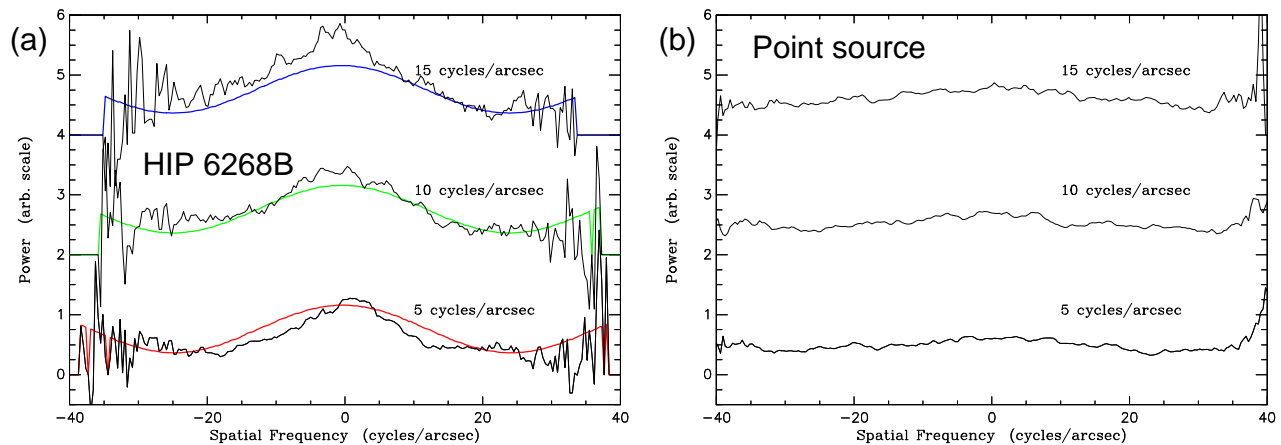 (a)
6
5
4
3
2
1
0
Power (arb. scale)
15 cycles/arcsec
HIP 6268B
10 cycles/arcsec
5 cycles/arcsec
−40
−20
0
20
40
Spatial Frequency (cycles/arcsec)
(b)
6
5
4
3
2
1
0
Power (arb. scale)
Point source
15 cycles/arcsec
10 cycles/arcsec
5 cycles/arcsec
−40
−20
0
20
40
Spatial Frequency (cycles/arcsec)